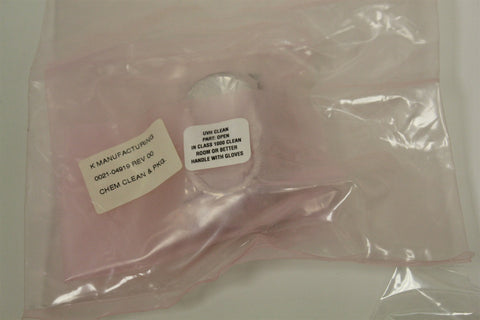 K MANUFACTURING
0021-04919 REV 00
CHEM CLEAN & PKG.
UVH CLEAN
PART: OPEN
IN CLASS 1000 CLEAN
ROOM OR BETTER
HANDLE WITH GLOVES